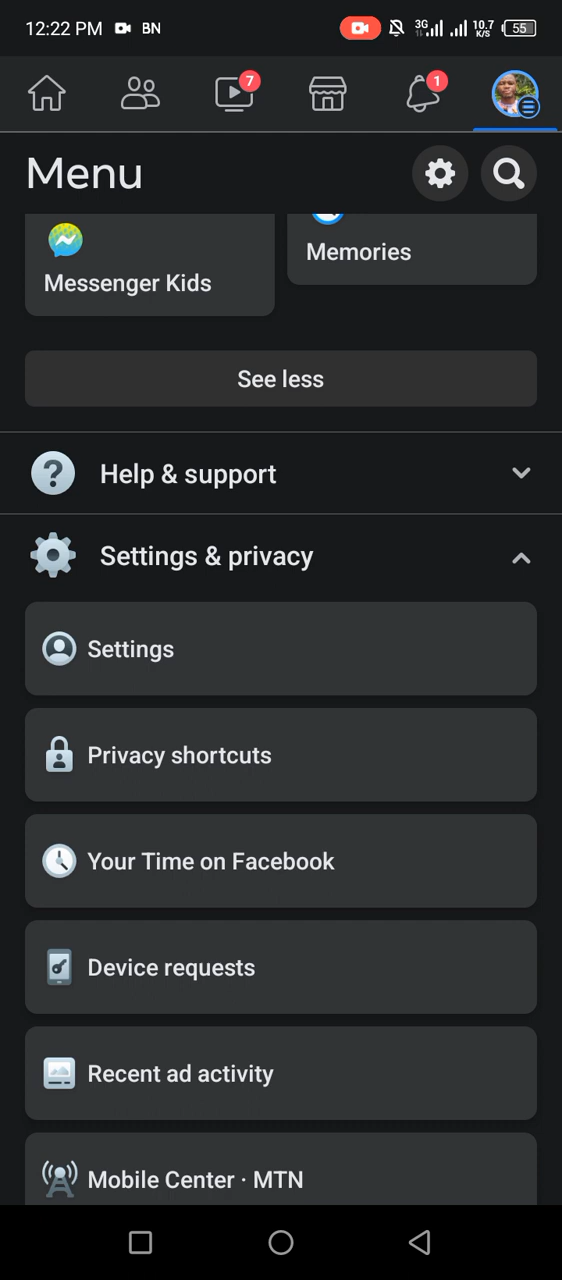 12:22 PM BN 3G 10.7 K/S 55
7 1
Menu
Messenger Kids
Memories
See less
Help & support
Settings & privacy
Settings
Privacy shortcuts
Your Time on Facebook
Device requests
Recent ad activity
Mobile Center · MTN